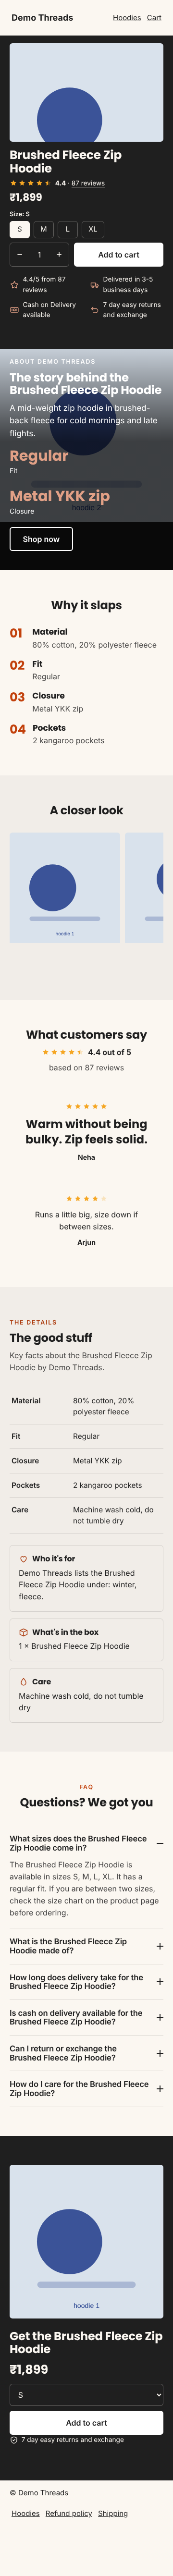 Demo Threads
Hoodies Cart
Brushed Fleece Zip
Hoodie
4.4 · 87 reviews
₹1,899
Size: S
S M L XL
− 1 + Add to cart
4.4/5 from 87
reviews
Delivered in 3–5
business days
Cash on Delivery
available
7 day easy returns
and exchange
ABOUT DEMO THREADS
The story behind the
Brushed Fleece Zip Hoodie
A mid-weight zip hoodie in brushed-
back fleece for cold mornings and late
flights.
Regular
Fit
Metal YKK zip
Closure
hoodie 2
Shop now
Why it slaps
01 Material
80% cotton, 20% polyester fleece
02 Fit
Regular
03 Closure
Metal YKK zip
04 Pockets
2 kangaroo pockets
A closer look
hoodie 1
What customers say
4.4 out of 5
based on 87 reviews
Warm without being
bulky. Zip feels solid.
Neha
Runs a little big, size down if
between sizes.
Arjun
THE DETAILS
The good stuff
Key facts about the Brushed Fleece Zip
Hoodie by Demo Threads.
Material 80% cotton, 20%
polyester fleece
Fit Regular
Closure Metal YKK zip
Pockets 2 kangaroo pockets
Care Machine wash cold, do
not tumble dry
Who it's for
Demo Threads lists the Brushed
Fleece Zip Hoodie under: winter,
fleece.
What's in the box
1 × Brushed Fleece Zip Hoodie
Care
Machine wash cold, do not tumble
dry
FAQ
Questions? We got you
What sizes does the Brushed Fleece
Zip Hoodie come in?
The Brushed Fleece Zip Hoodie is
available in sizes S, M, L, XL. It has a
regular fit. If you are between two sizes,
check the size chart on the product page
before ordering.
What is the Brushed Fleece Zip
Hoodie made of?
How long does delivery take for the
Brushed Fleece Zip Hoodie?
Is cash on delivery available for the
Brushed Fleece Zip Hoodie?
Can I return or exchange the
Brushed Fleece Zip Hoodie?
How do I care for the Brushed Fleece
Zip Hoodie?
hoodie 1
Get the Brushed Fleece Zip
Hoodie
₹1,899
S
Add to cart
7 day easy returns and exchange
© Demo Threads
Hoodies Refund policy Shipping